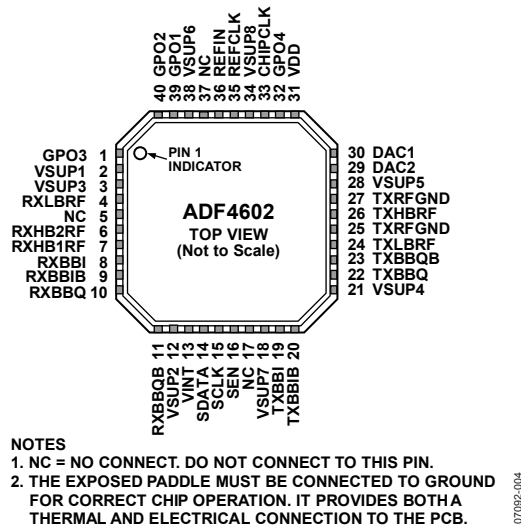 40 GPO2
39 GPO1
38 VSUP6
37 NC
36 REFIN
35 REFCLK
34 VSUP8
33 CHIPCLK
32 GPO4
31 VDD
GPO3 1
VSUP1 2
VSUP3 3
RXLBRF 4
NC 5
RXHB2RF 6
RXHB1RF 7
RXBBI 8
RXBBIB 9
RXBBQ 10
PIN 1
INDICATOR
ADF4602
TOP VIEW
(Not to Scale)
30 DAC1
29 DAC2
28 VSUP5
27 TXRFGND
26 TXHBRF
25 TXRFGND
24 TXLBRF
23 TXBBQB
22 TXBBQ
21 VSUP4
RXBBQB 11
VSUP2 12
VINT 13
SDATA 14
SCLK 15
SEN 16
NC 17
VSUP7 18
TXBBI 19
TXBBIB 20
NOTES
1. NC = NO CONNECT. DO NOT CONNECT TO THIS PIN.
2. THE EXPOSED PADDLE MUST BE CONNECTED TO GROUND
FOR CORRECT CHIP OPERATION. IT PROVIDES BOTH A
THERMAL AND ELECTRICAL CONNECTION TO THE PCB.
07092-004